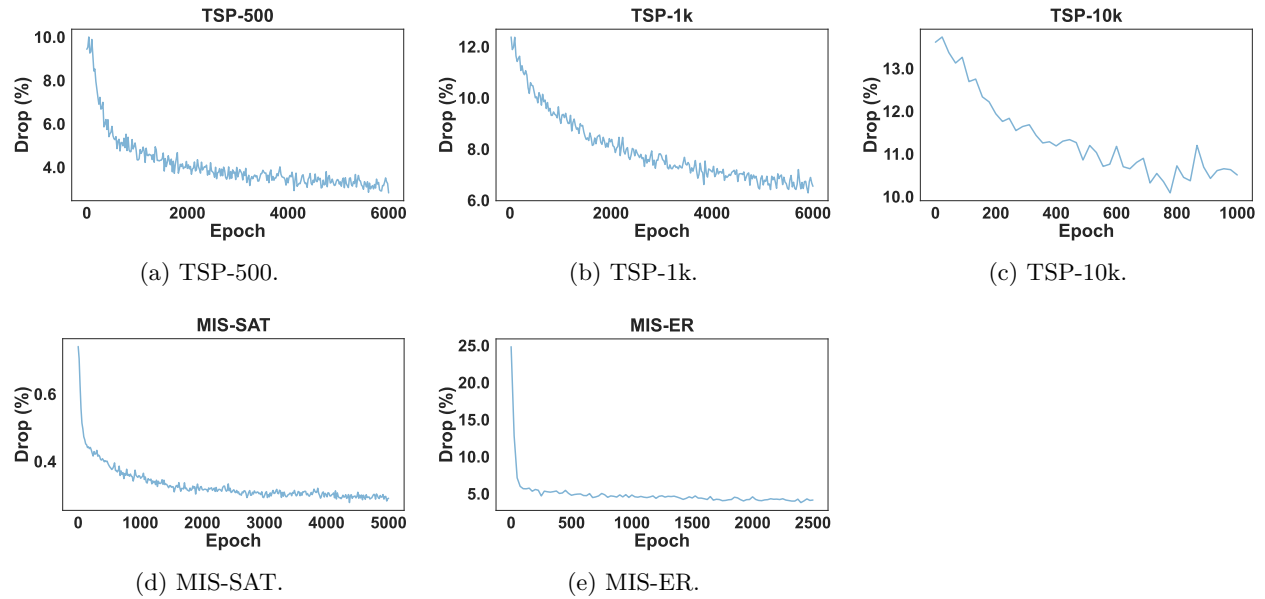 TSP-500
Drop (%)
10.0
8.0
6.0
4.0
0 2000 4000 6000
Epoch
(a) TSP-500.
TSP-1k
Drop (%)
12.0
10.0
8.0
6.0
0 2000 4000 6000
Epoch
(b) TSP-1k.
TSP-10k
Drop (%)
13.0
12.0
11.0
10.0
0 200 400 600 800 1000
Epoch
(c) TSP-10k.
MIS-SAT
Drop (%)
0.6
0.4
0 1000 2000 3000 4000 5000
Epoch
(d) MIS-SAT.
MIS-ER
Drop (%)
25.0
20.0
15.0
10.0
5.0
0 500 1000 1500 2000 2500
Epoch
(e) MIS-ER.